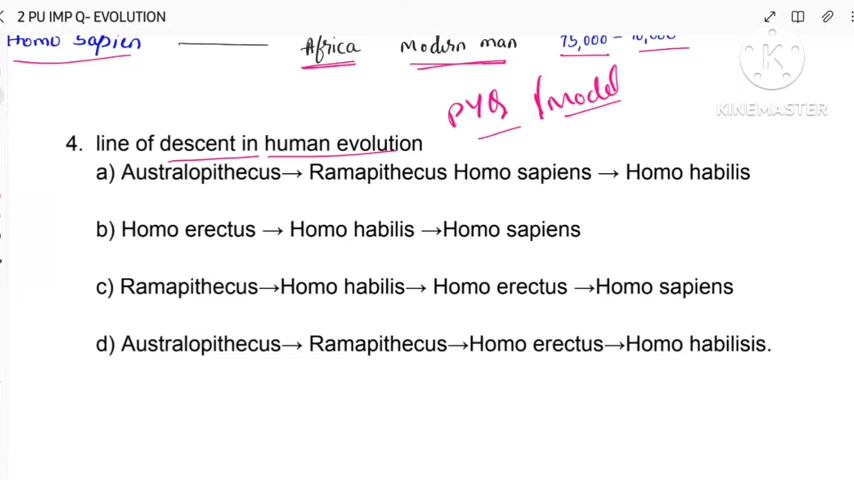 2 PU IMP Q- EVOLUTION
Homo Sapien Africa Modern man 75,000 - 10,000
PYQ / model
KINEMASTER
4. line of descent in human evolution
a) Australopithecus→ Ramapithecus Homo sapiens → Homo habilis
b) Homo erectus → Homo habilis →Homo sapiens
c) Ramapithecus→Homo habilis→ Homo erectus →Homo sapiens
d) Australopithecus→ Ramapithecus→Homo erectus→Homo habilisis.